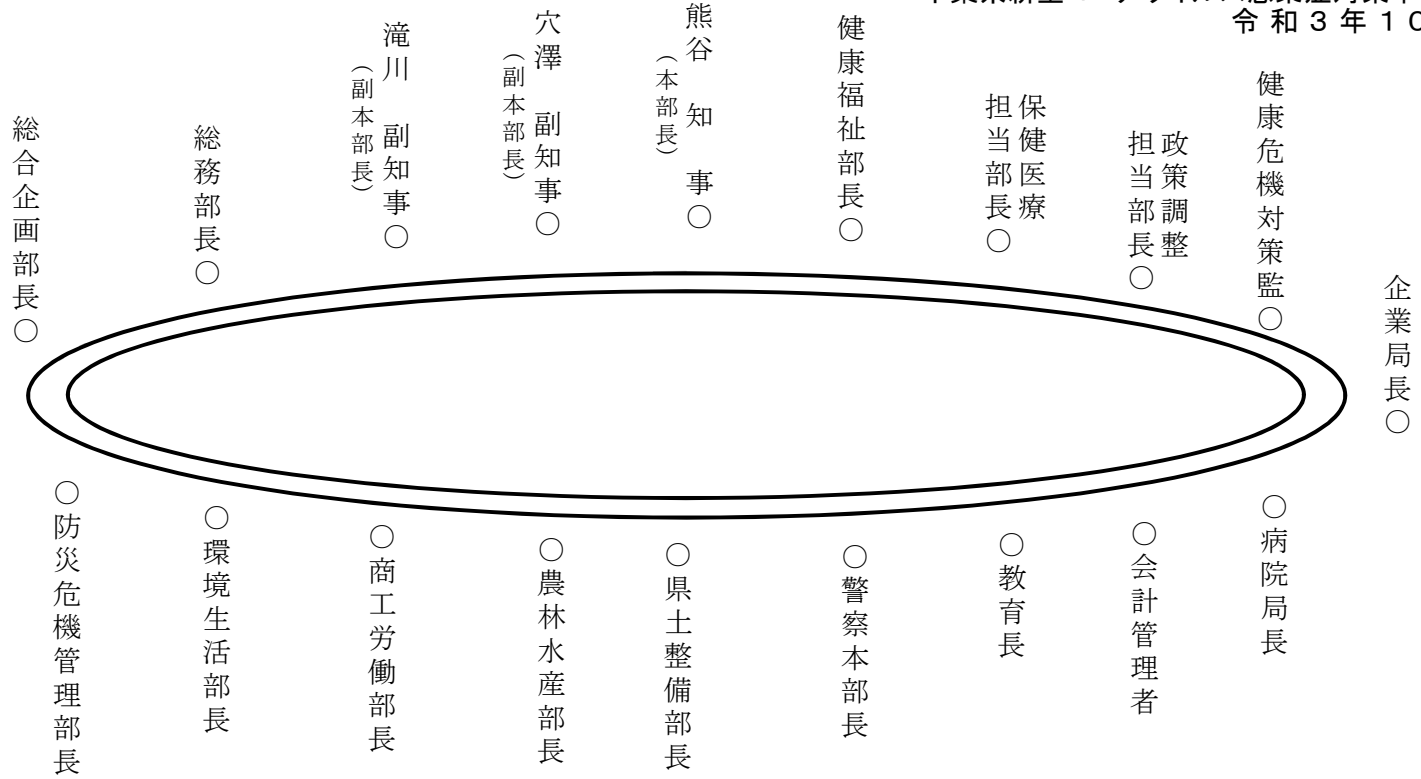 令和３年１０
総合企画部長○
総務部長○
滝川　副知事○
（副本部長）
穴澤　副知事○
（副本部長）
熊谷　知　事○
（本部長）
健康福祉部長○
保健医療
担当部長○
政策調整
担当部長○
健康危機対策監○
企業局長○
○防災危機管理部長
○環境生活部長
○商工労働部長
○農林水産部長
○県土整備部長
○警察本部長
○教育長
○会計管理者
○病院局長